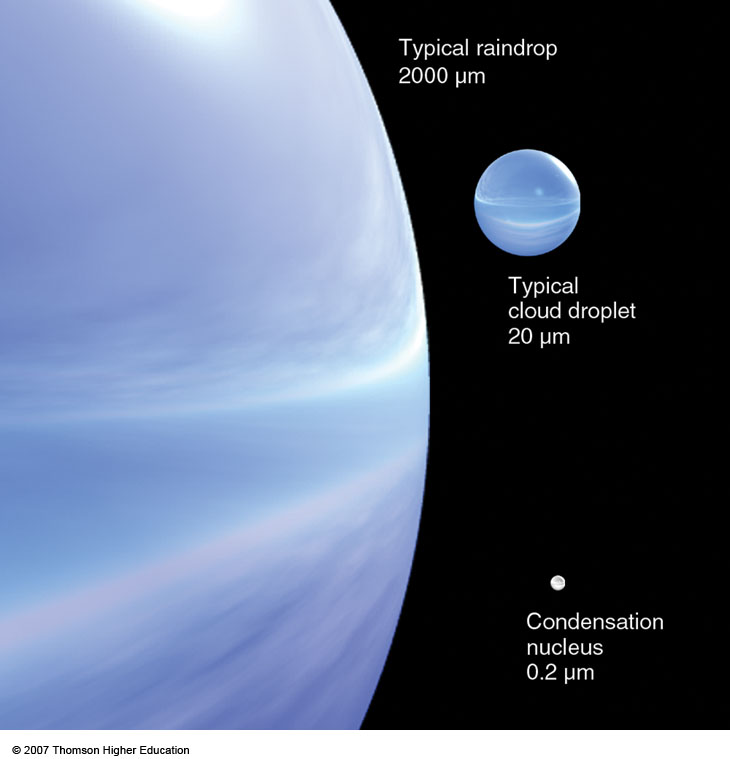 Typical raindrop
2000 µm
Typical
cloud droplet
20 µm
Condensation
nucleus
0.2 µm
© 2007 Thomson Higher Education